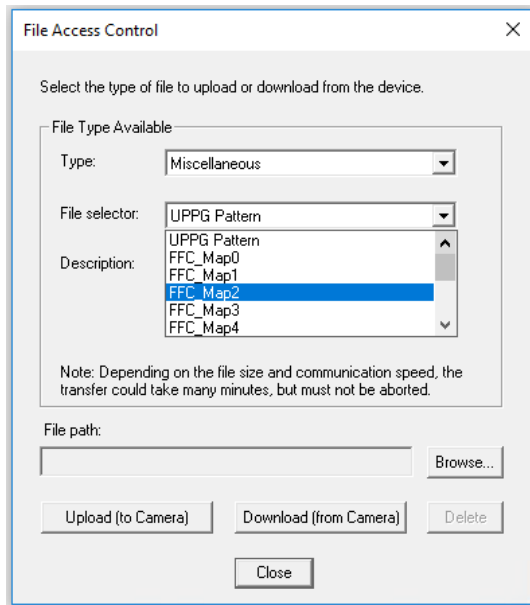 File Access Control
Select the type of file to upload or download from the device.
File Type Available
Type:
Miscellaneous
File selector:
UPPG Pattern
UPPG Pattern
FFC_Map0
FFC_Map1
FFC_Map2
FFC_Map3
FFC_Map4
Description:
Note: Depending on the file size and communication speed, the
transfer could take many minutes, but must not be aborted.
File path:
Browse...
Upload (to Camera)
Download (from Camera)
Delete
Close